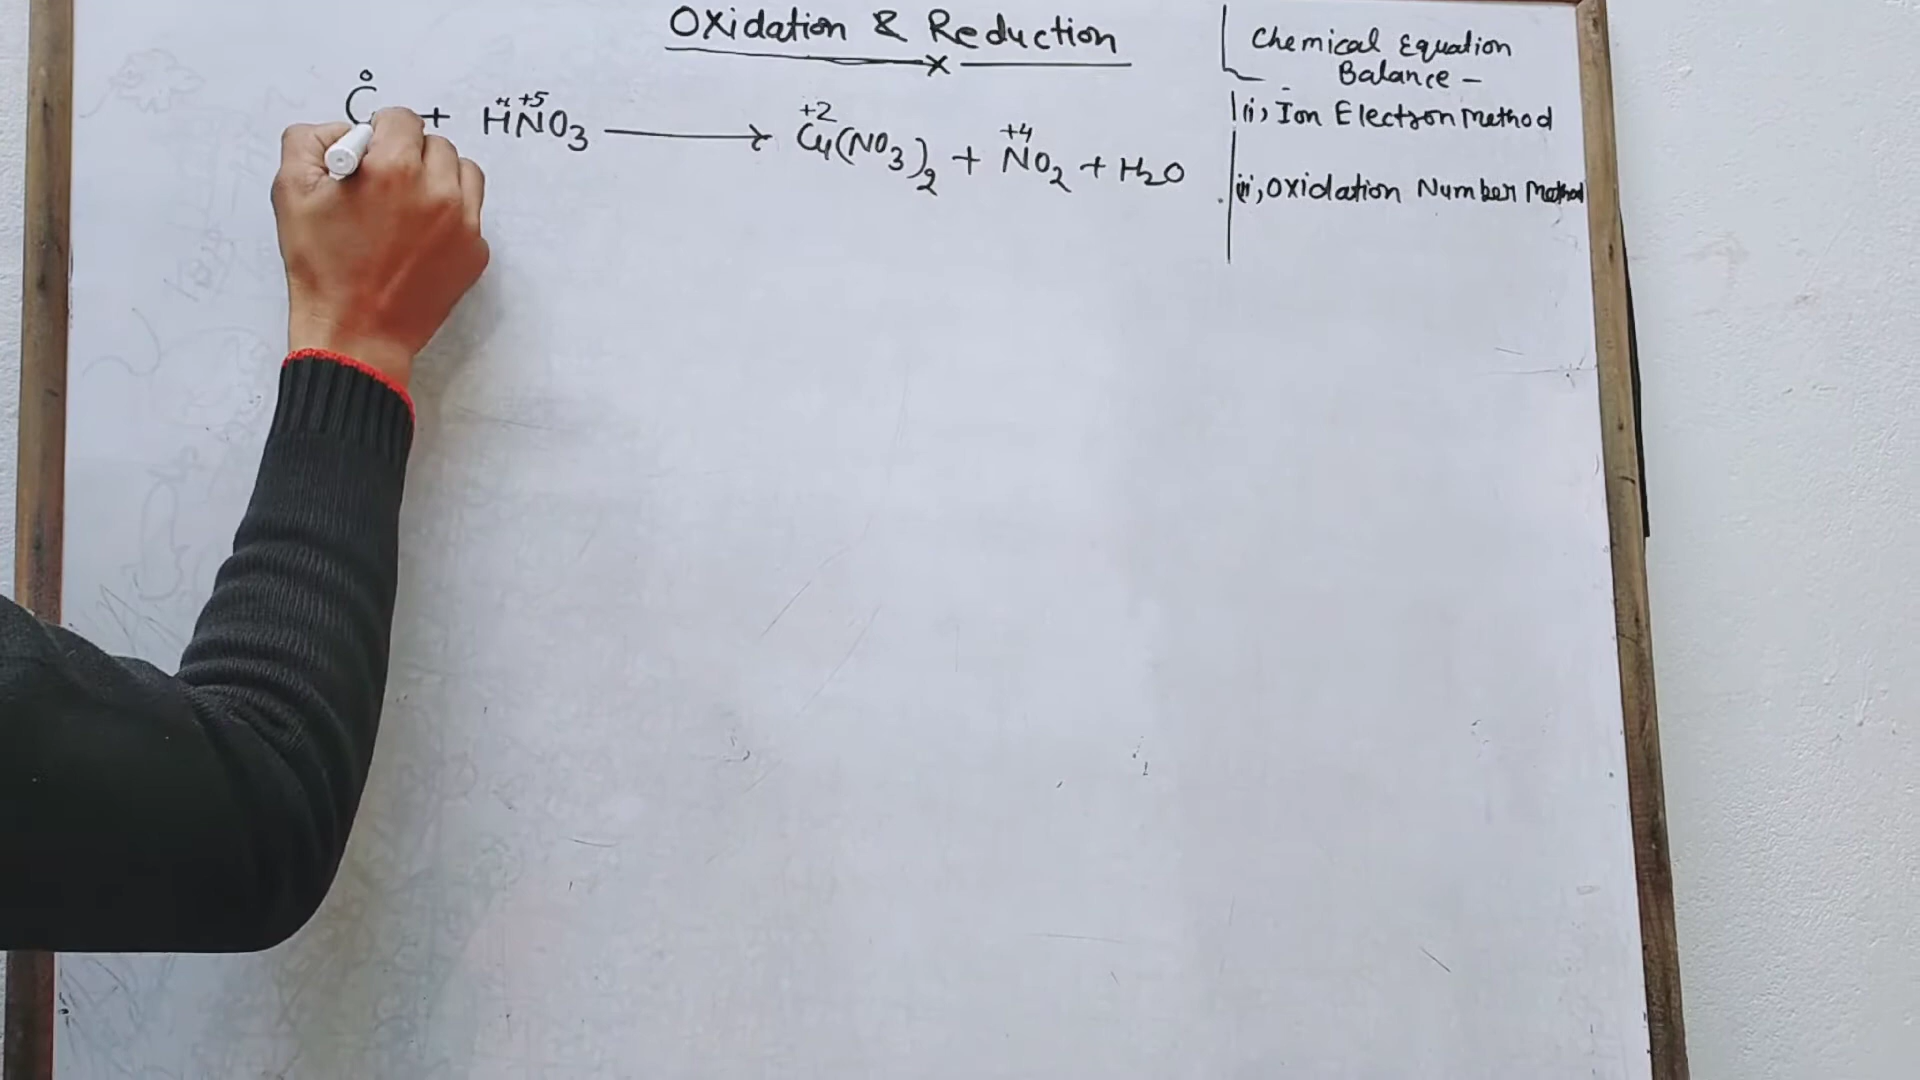 Oxidation & Reduction
Chemical Equation
Balance -
(i), Ion Electron Method
(ii), Oxidation Number Method
0 +1 +5 +2 +4
C + HNO3 → Cu(NO3)2 + NO2 + H2O